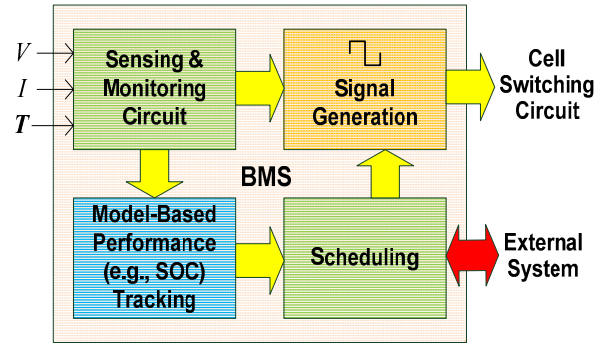 V
I
T
Sensing &
Monitoring
Circuit
Signal
Generation
Cell
Switching
Circuit
BMS
Model-Based
Performance
(e.g., SOC)
Tracking
Scheduling
External
System